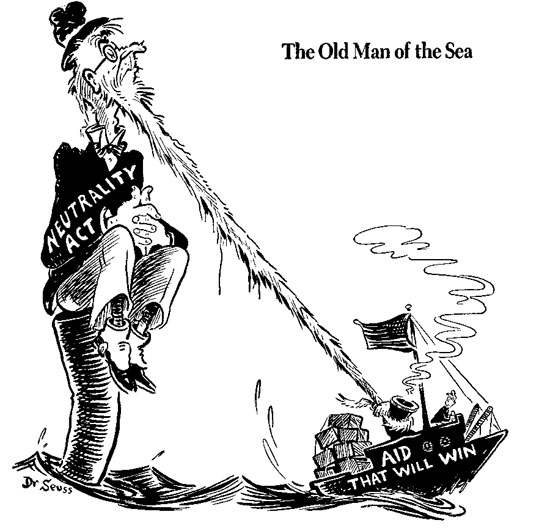 The Old Man of the Sea
NEUTRALITY
ACT
AID
THAT WILL WIN
Dr Seuss